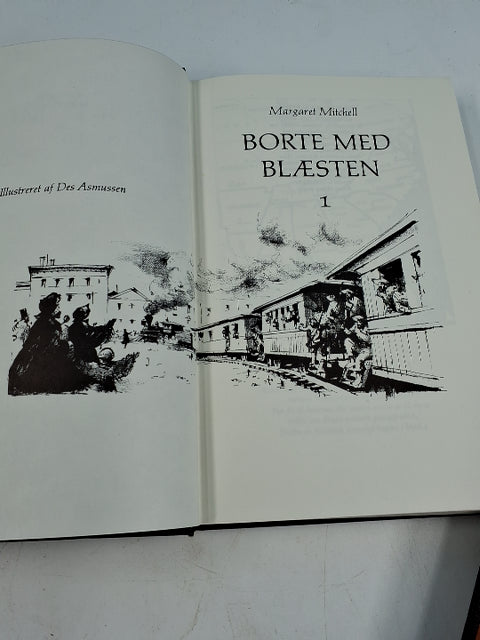 Illustreret af Des Asmussen
Margaret Mitchell
BORTE MED
BLÆSTEN
1